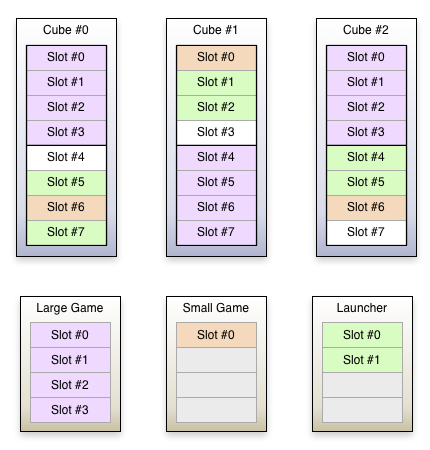 Cube #0
Slot #0
Slot #1
Slot #2
Slot #3
Slot #4
Slot #5
Slot #6
Slot #7
Cube #1
Slot #0
Slot #1
Slot #2
Slot #3
Slot #4
Slot #5
Slot #6
Slot #7
Cube #2
Slot #0
Slot #1
Slot #2
Slot #3
Slot #4
Slot #5
Slot #6
Slot #7
Large Game
Slot #0
Slot #1
Slot #2
Slot #3
Small Game
Slot #0
Launcher
Slot #0
Slot #1